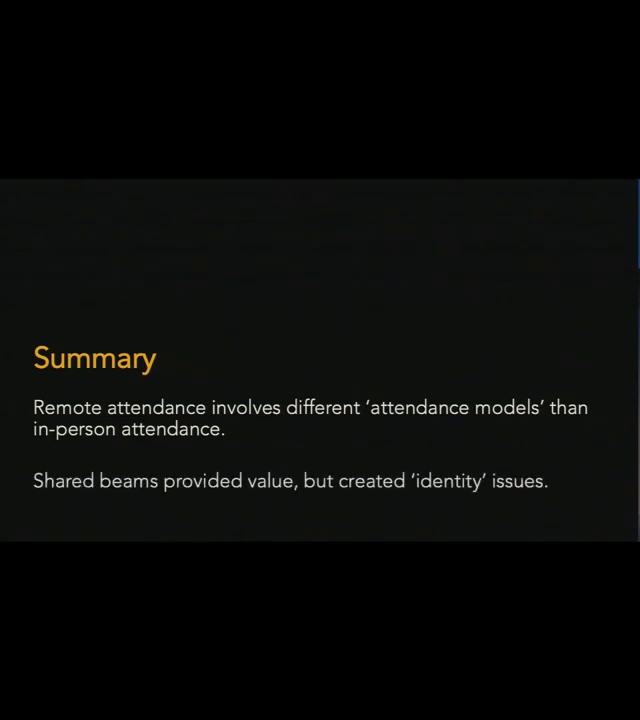 Summary
Remote attendance involves different ‘attendance models’ than
in-person attendance.
Shared beams provided value, but created ‘identity’ issues.